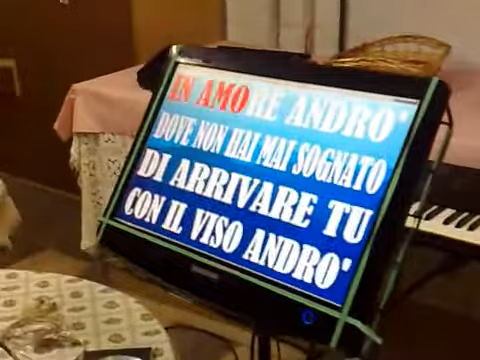 IN AMORE ANDRO'
DOVE NON HAI MAI SOGNATO
DI ARRIVARE TU
CON IL VISO ANDRO'